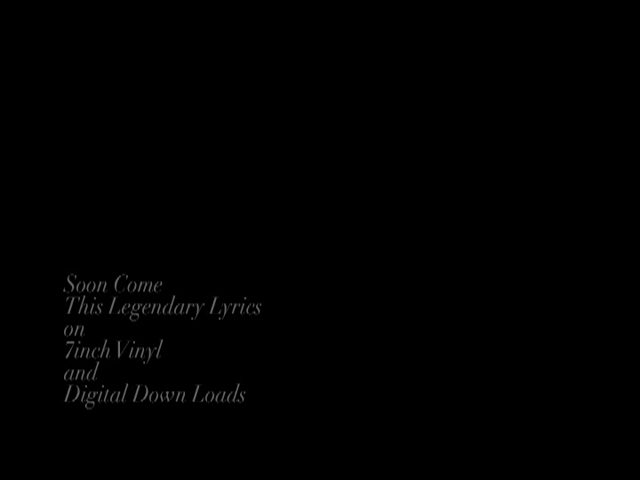 Soon Come
This Legendary Lyrics
on
7inch Vinyl
and
Digital Down Loads